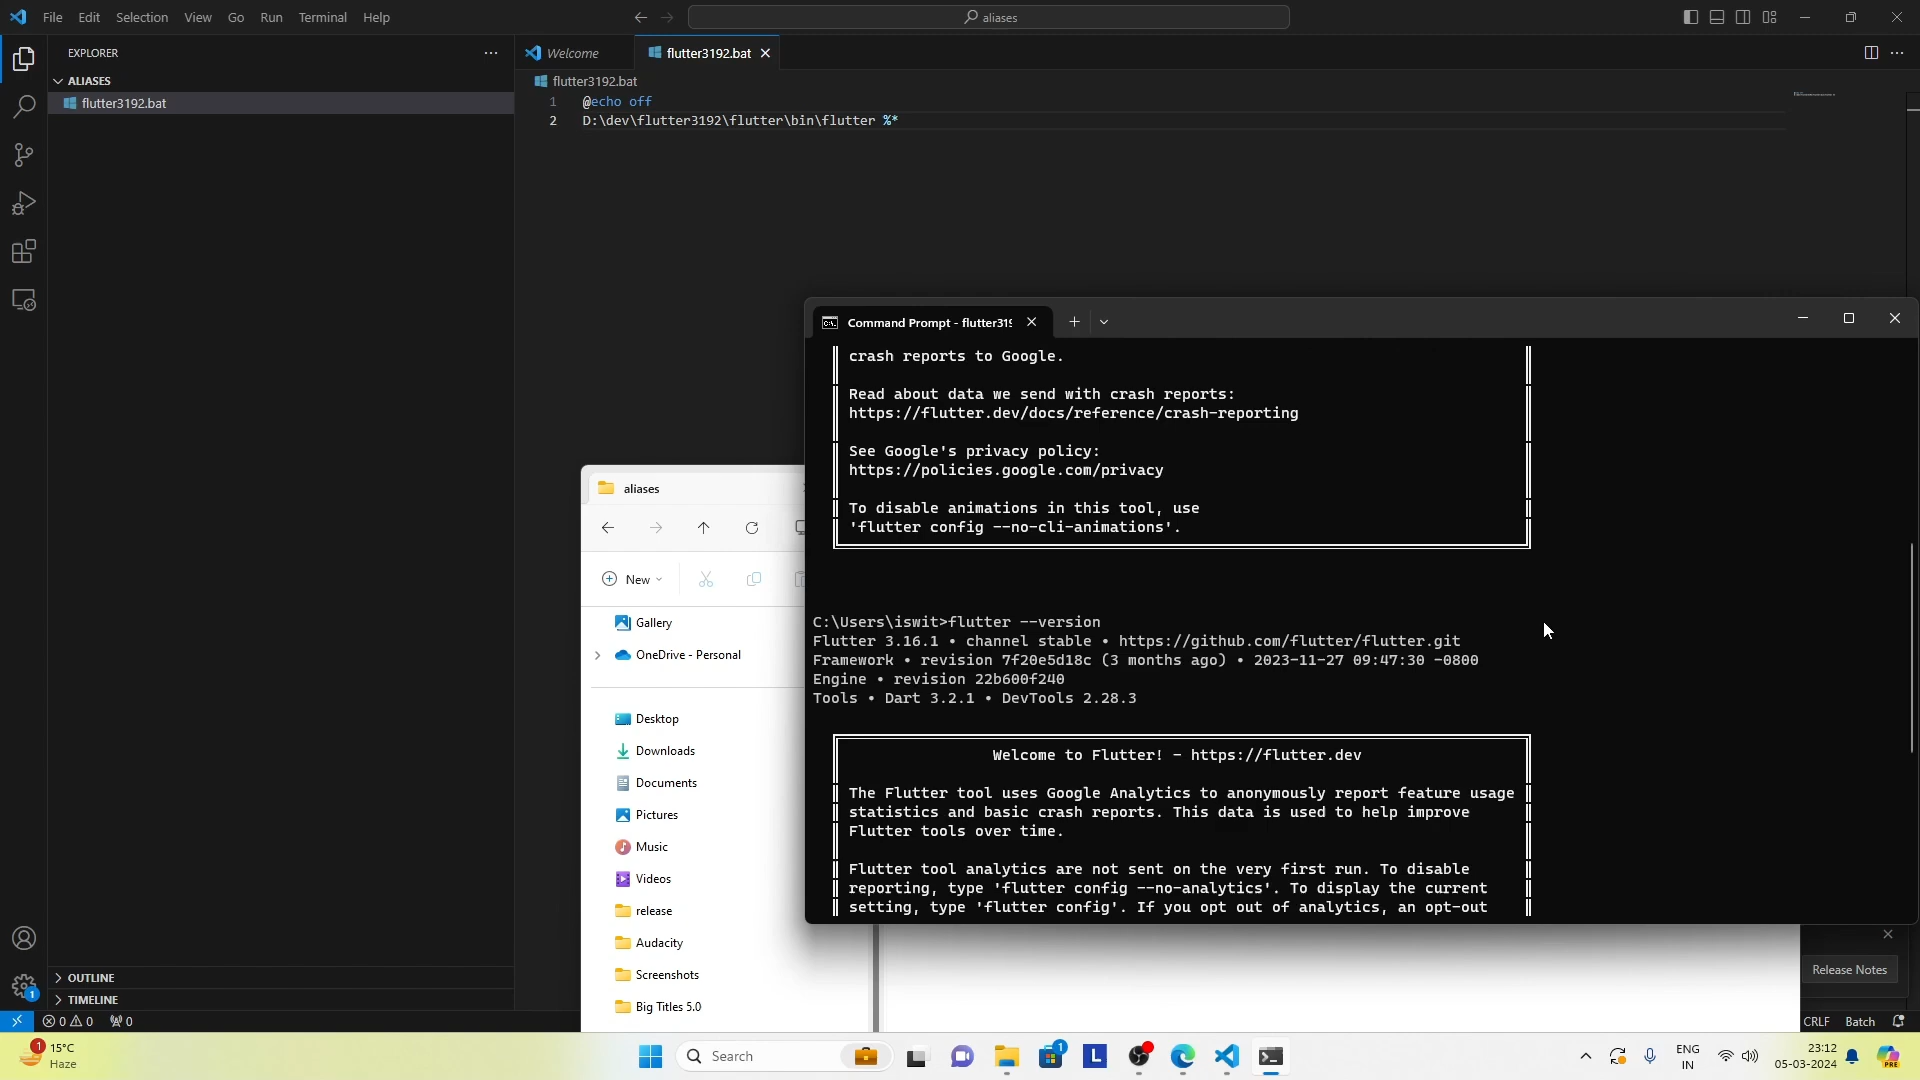 File Edit Selection View Go Run Terminal Help
aliases
EXPLORER
Welcome
flutter3192.bat
ALIASES
flutter3192.bat
flutter3192.bat
1 @echo off
2 D:\dev\flutter3192\flutter\bin\flutter %*
Command Prompt - flutter319
crash reports to Google.
Read about data we send with crash reports:
https://flutter.dev/docs/reference/crash-reporting
See Google's privacy policy:
https://policies.google.com/privacy
To disable animations in this tool, use
'flutter config --no-cli-animations'.
C:\Users\iswit>flutter --version
Flutter 3.16.1 • channel stable • https://github.com/flutter/flutter.git
Framework • revision 7f20e5d18c (3 months ago) • 2023-11-27 09:47:30 -0800
Engine • revision 22b600f240
Tools • Dart 3.2.1 • DevTools 2.28.3
Welcome to Flutter! - https://flutter.dev
The Flutter tool uses Google Analytics to anonymously report feature usage
statistics and basic crash reports. This data is used to help improve
Flutter tools over time.
Flutter tool analytics are not sent on the very first run. To disable
reporting, type 'flutter config --no-analytics'. To display the current
setting, type 'flutter config'. If you opt out of analytics, an opt-out
aliases
New
Gallery
OneDrive - Personal
Desktop
Downloads
Documents
Pictures
Music
Videos
release
Audacity
Screenshots
Big Titles 5.0
OUTLINE
TIMELINE
1
Release Notes
0 0 0
CRLF Batch
1
15°C
Haze
Search
1
L
ENG
IN
23:12
05-03-2024
PRE